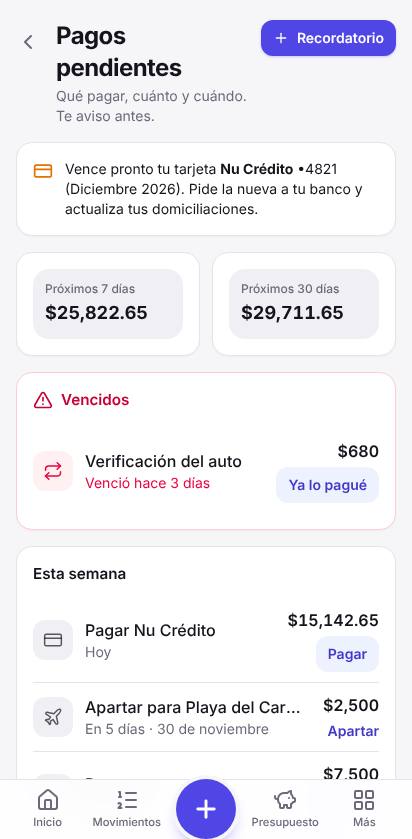 Pagos
pendientes
Recordatorio
Qué pagar, cuánto y cuándo.
Te aviso antes.
Vence pronto tu tarjeta Nu Crédito •4821
(Diciembre 2026). Pide la nueva a tu banco y
actualiza tus domiciliaciones.
Próximos 7 días
$25,822.65
Próximos 30 días
$29,711.65
Vencidos
Verificación del auto
Venció hace 3 días
$680
Ya lo pagué
Esta semana
Pagar Nu Crédito
Hoy
$15,142.65
Pagar
Apartar para Playa del Car...
En 5 días · 30 de noviembre
$2,500
Apartar
$7,500
Inicio
Movimientos
Presupuesto
Más